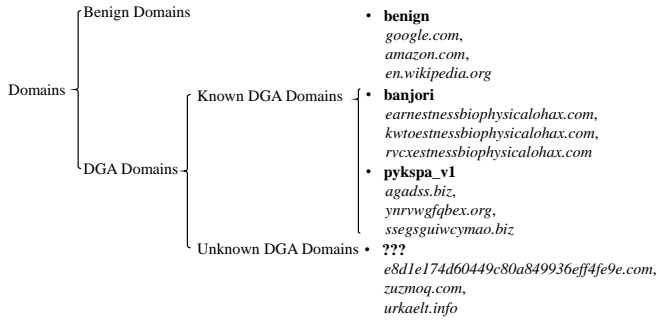 Benign Domains
• benign
google.com,
amazon.com,
en.wikipedia.org
Domains
Known DGA Domains
• banjori
earnestnessbiophysicalohax.com,
kwtoestnessbiophysicalohax.com,
rvcxestnessbiophysicalohax.com
DGA Domains
• pykspa_v1
agadss.biz,
ynrvwgfqbex.org,
ssegsguiwcymao.biz
Unknown DGA Domains
• ???
e8d1e174d60449c80a849936eff4fe9e.com,
zuzmoq.com,
urkaelt.info